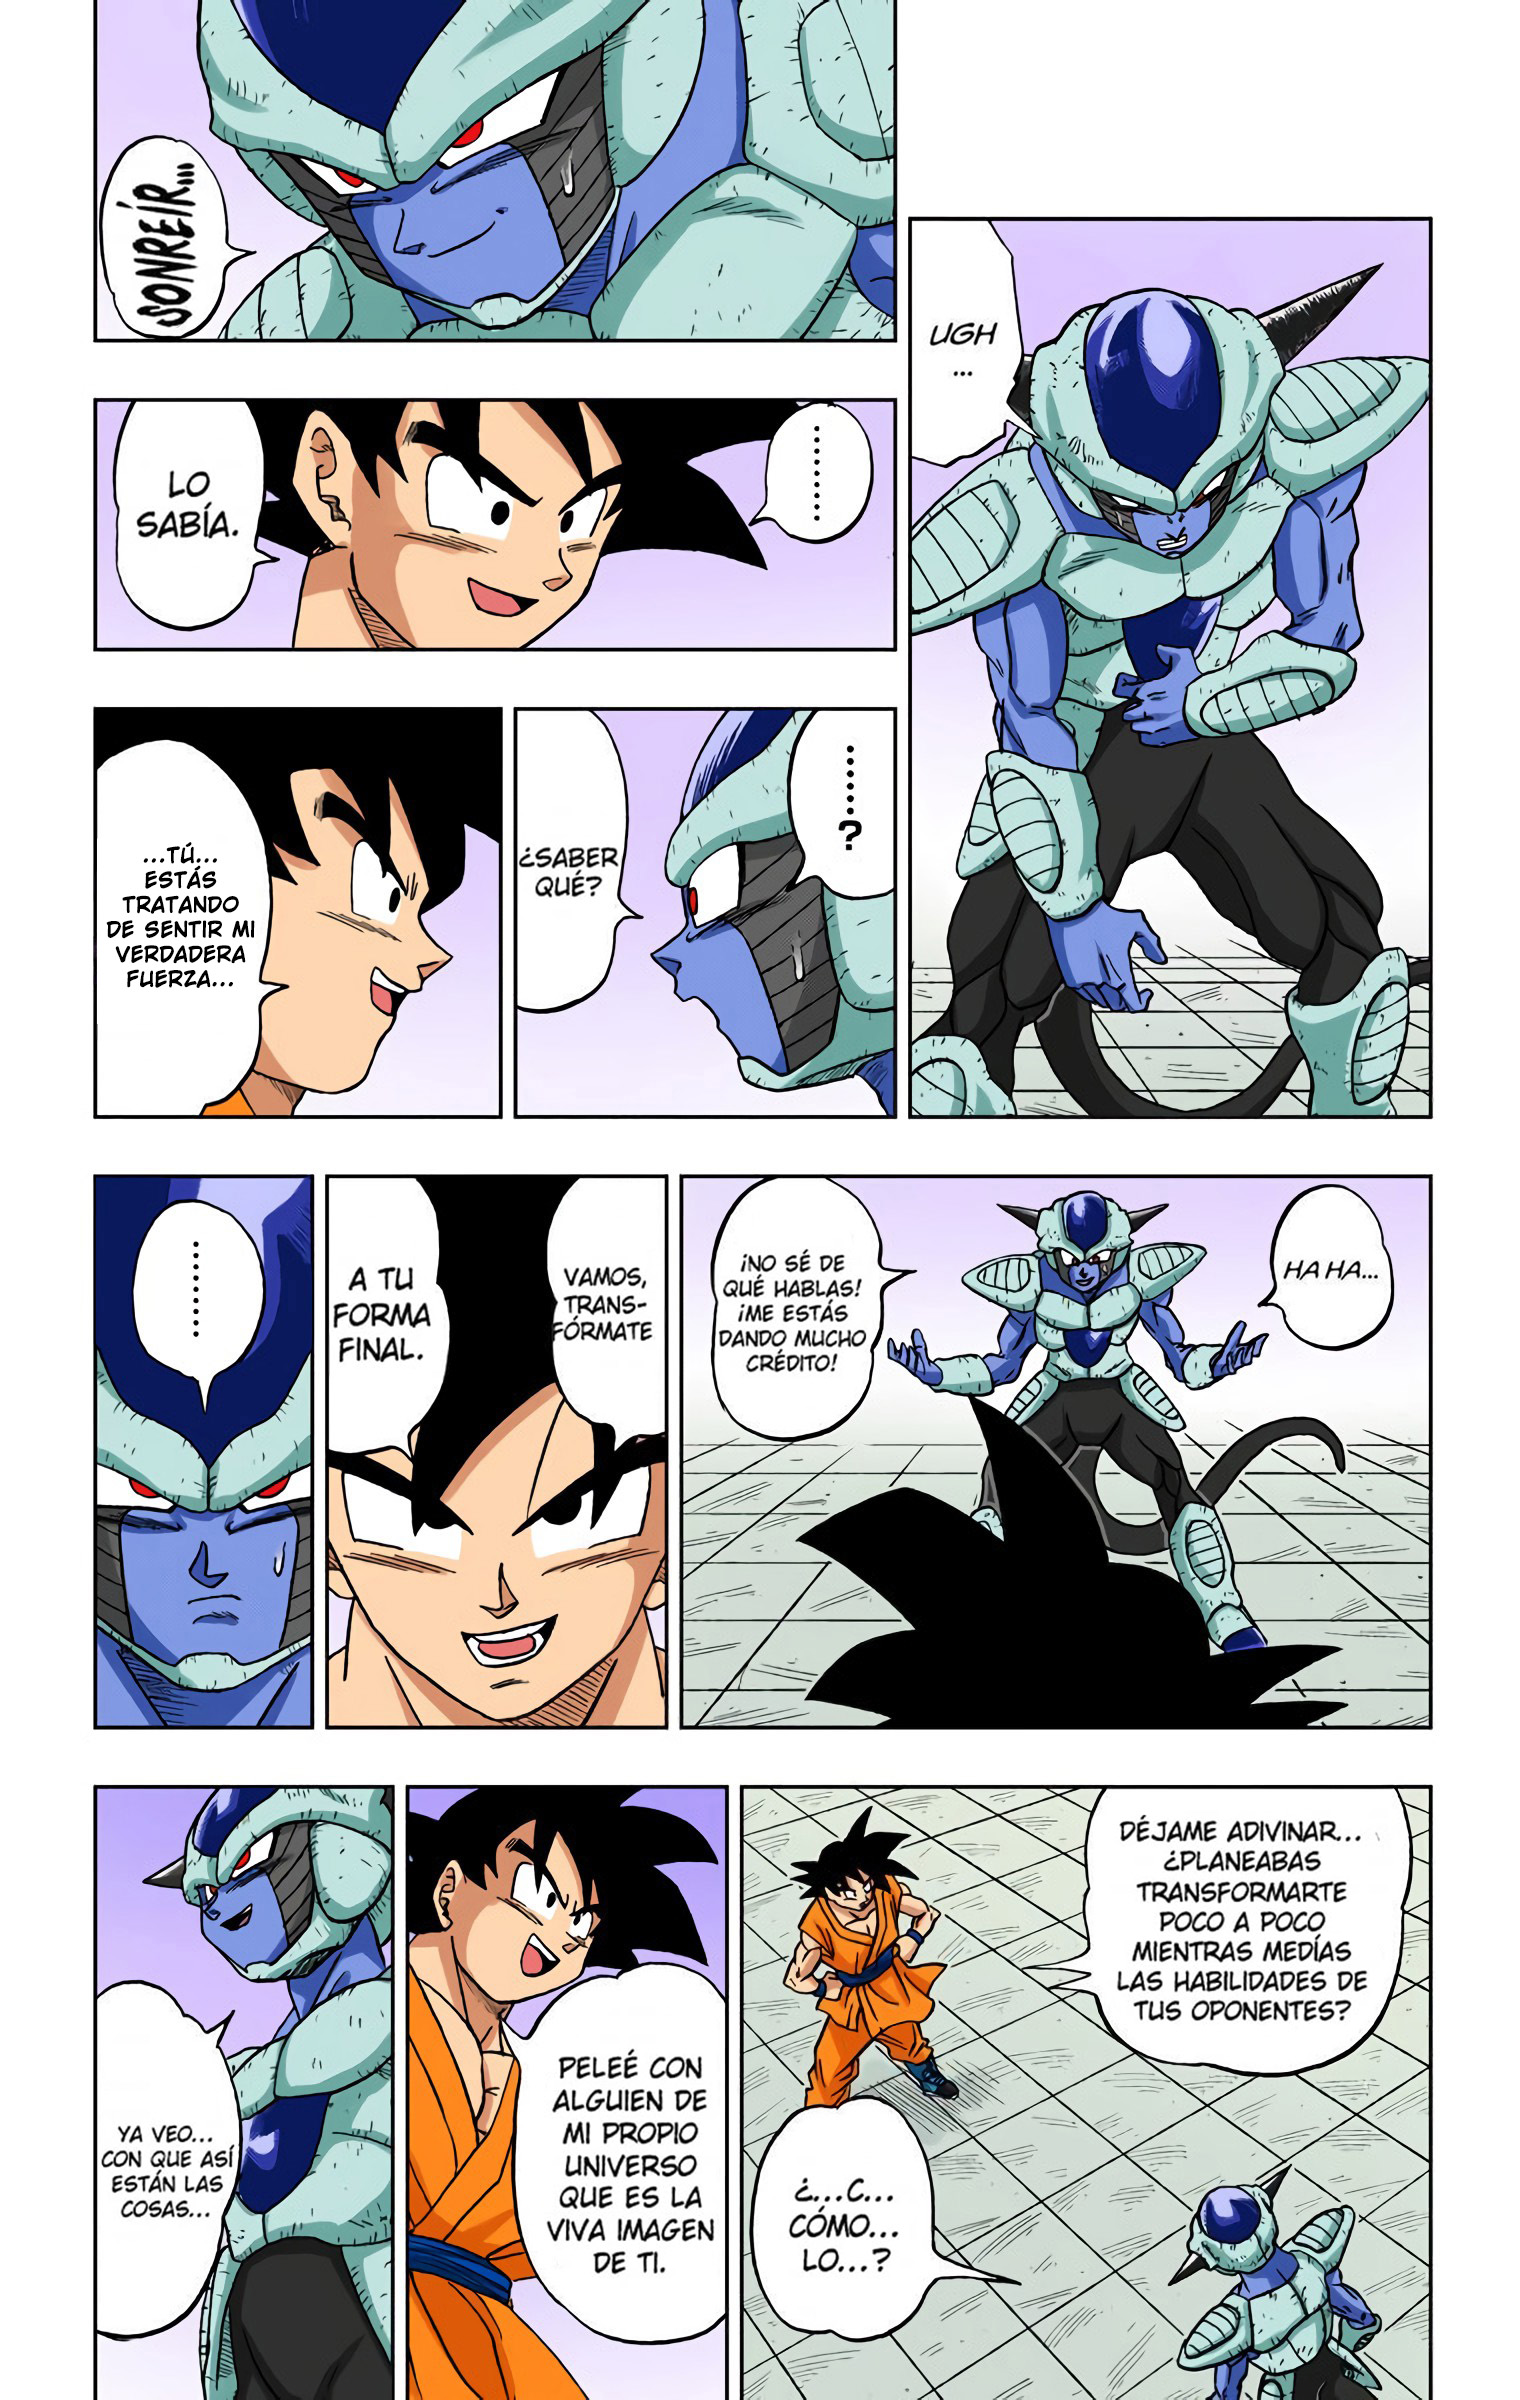 UGH
...
SONREÍR...
.........
LO
SABÍA.
......?
¿SABER
QUÉ?
...TÚ...
ESTÁS
TRATANDO
DE SENTIR MI
VERDADERA
FUERZA...
HA HA...
¡NO SÉ DE
QUÉ HABLAS!
¡ME ESTÁS
DANDO MUCHO
CRÉDITO!
VAMOS,
TRANS-
FÓRMATE
A TU
FORMA
FINAL.
.........
DÉJAME ADIVINAR...
¿PLANEABAS
TRANSFORMARTE
POCO A POCO
MIENTRAS MEDÍAS
LAS HABILIDADES DE
TUS OPONENTES?
¿...C...
CÓMO...
LO...?
PELEÉ CON
ALGUIEN DE
MI PROPIO
UNIVERSO
QUE ES LA
VIVA IMAGEN
DE TI.
YA VEO...
CON QUE ASÍ
ESTÁN LAS
COSAS...